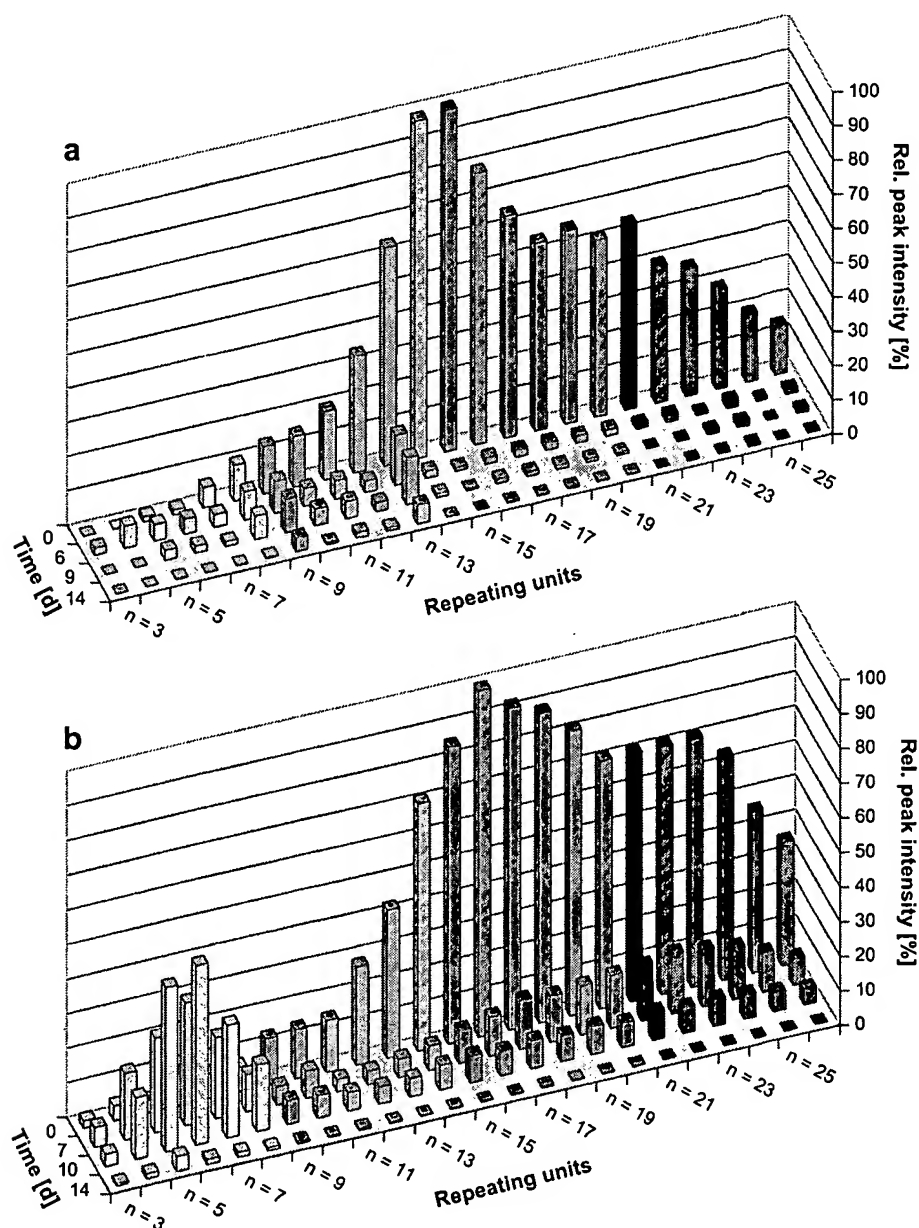 a
100
90
80
70
60
50
40
30
20
10
0
Rel. peak intensity [%]
0
6
9
14
Time [d]
n = 3
n = 5
n = 7
n = 9
n = 11
n = 13
n = 15
n = 17
n = 19
n = 21
n = 23
n = 25
Repeating units
b
100
90
80
70
60
50
40
30
20
10
0
Rel. peak intensity [%]
0
7
10
14
Time [d]
n = 3
n = 5
n = 7
n = 9
n = 11
n = 13
n = 15
n = 17
n = 19
n = 21
n = 23
n = 25
Repeating units